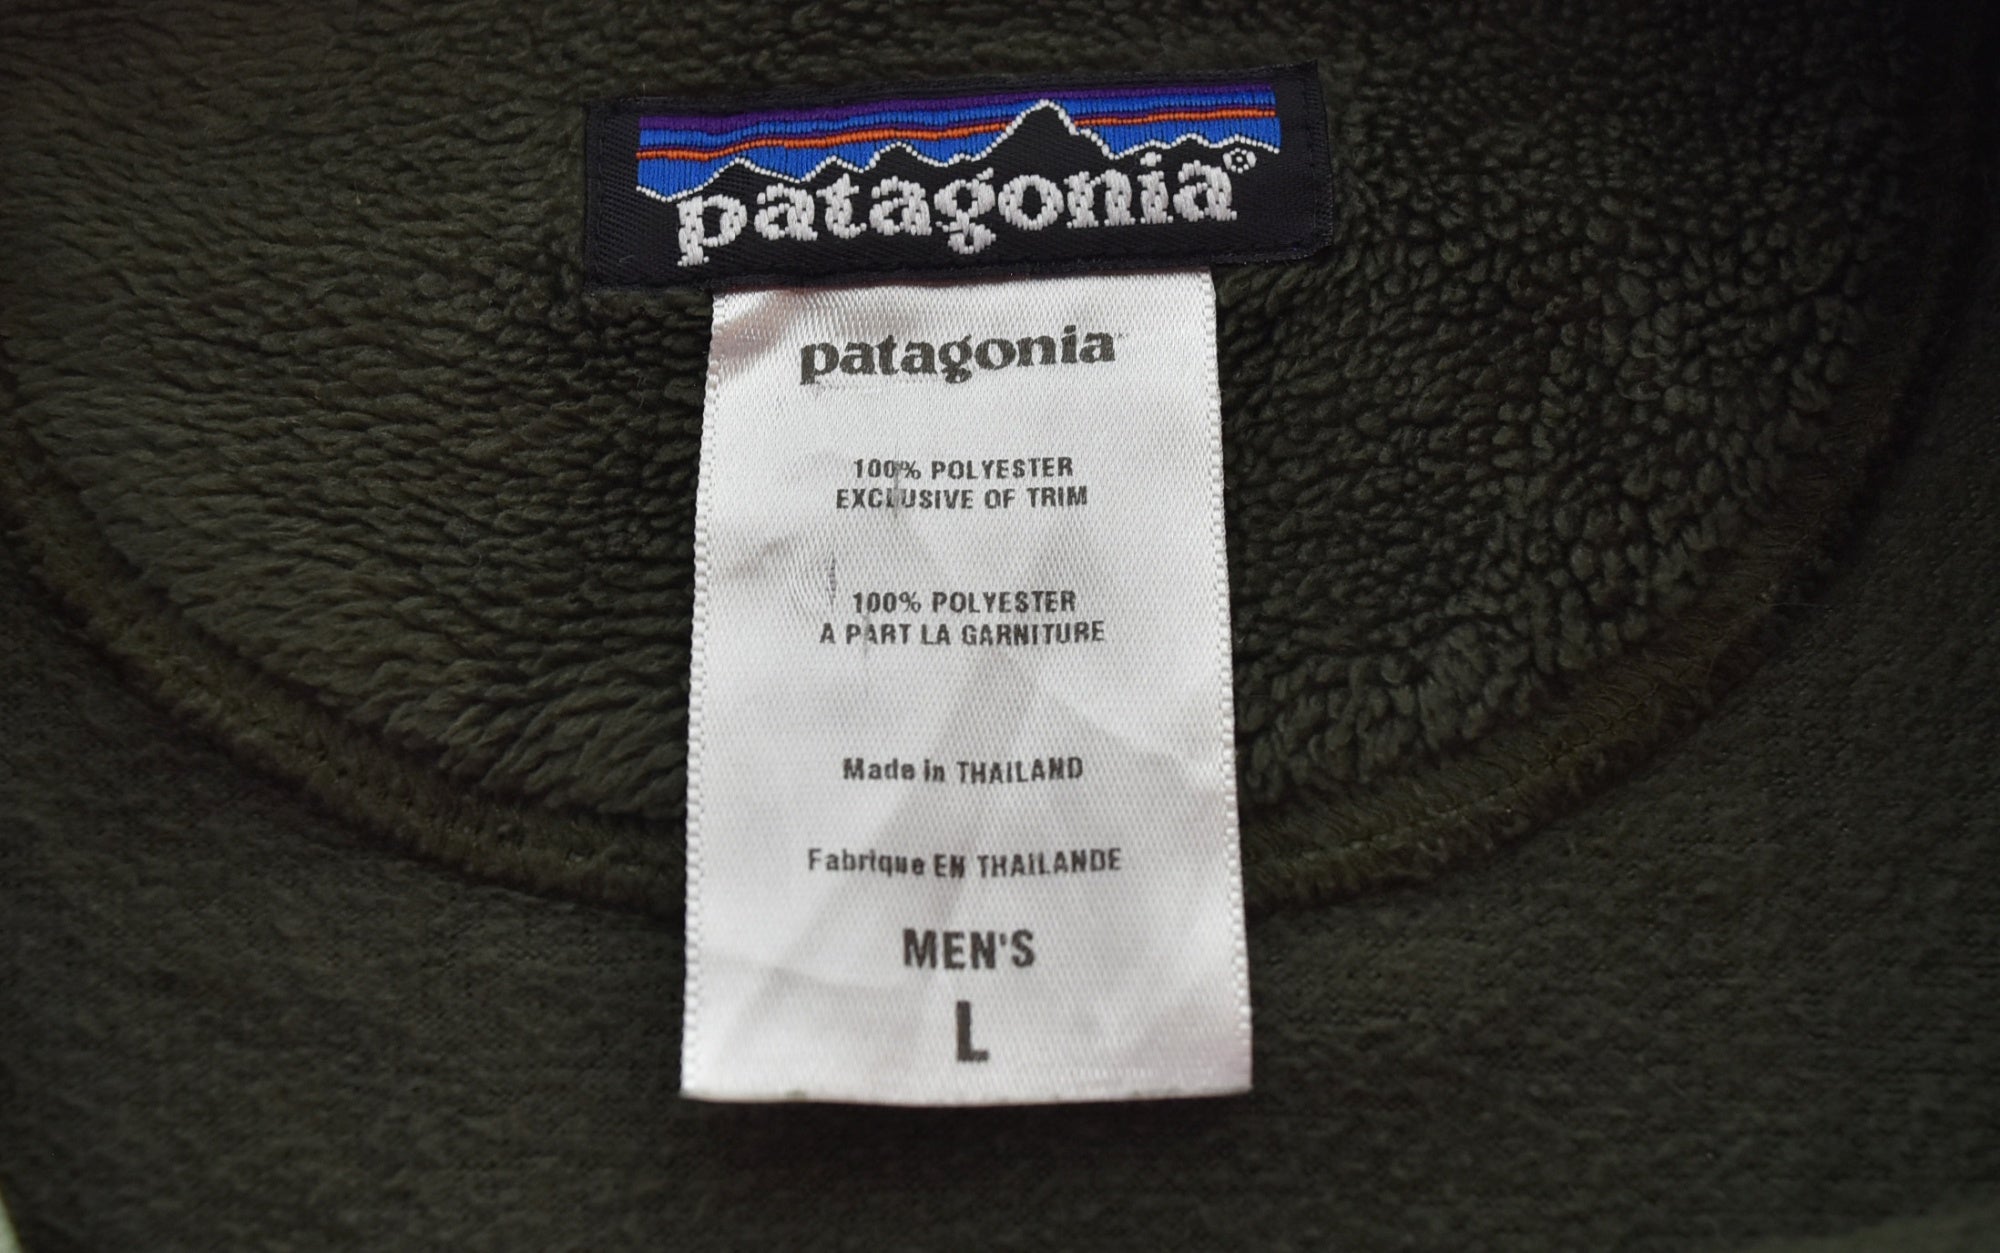 patagonia®
patagonia
100% POLYESTER
EXCLUSIVE OF TRIM
100% POLYESTER
A PART LA GARNITURE
Made in THAILAND
Fabrique EN THAILANDE
MEN'S
L